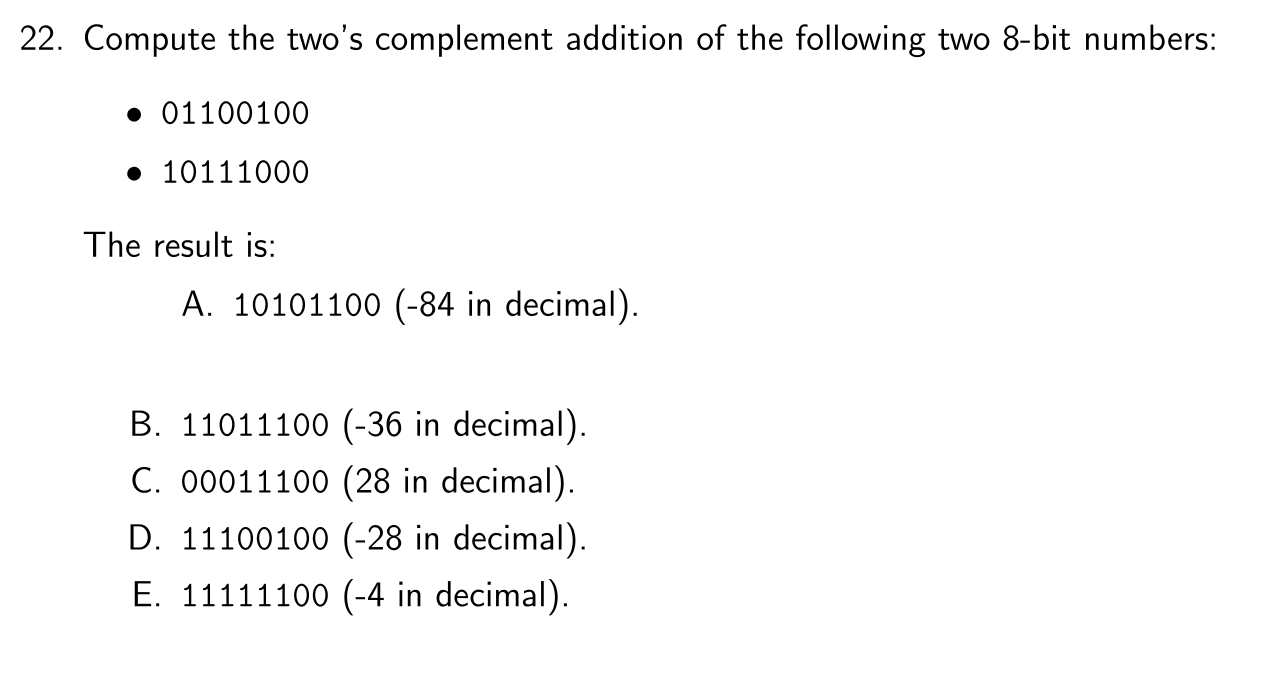 22. Compute the two's complement addition of the following two 8-bit numbers:
• 01100100
• 10111000
The result is:
A. 10101100 (-84 in decimal).
B. 11011100 (-36 in decimal).
C. 00011100 (28 in decimal).
D. 11100100 (-28 in decimal).
E. 11111100 (-4 in decimal).